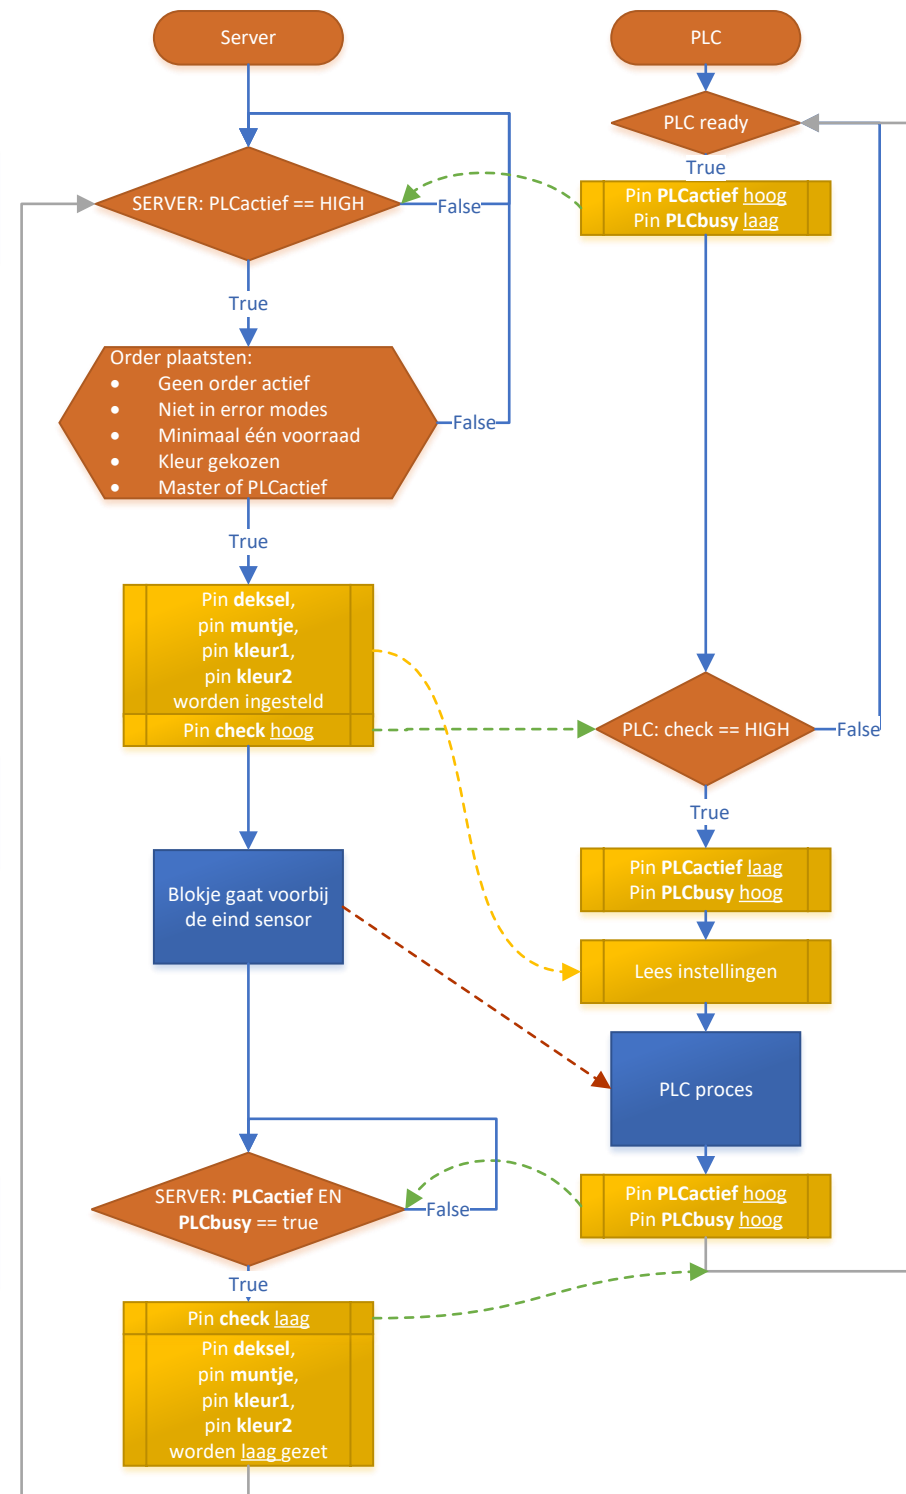 Server
SERVER: PLCactief == HIGH
False
True
Order plaatsten:
• Geen order actief
• Niet in error modes
• Minimaal één voorraad
• Kleur gekozen
• Master of PLCactief
False
True
Pin deksel,
pin muntje,
pin kleur1,
pin kleur2
worden ingesteld
Pin check hoog
Blokje gaat voorbij
de eind sensor
SERVER: PLCactief EN
PLCbusy == true
False
True
Pin check laag
Pin deksel,
pin muntje,
pin kleur1,
pin kleur2
worden laag gezet
PLC
PLC ready
True
Pin PLCactief hoog
Pin PLCbusy laag
PLC: check == HIGH
False
True
Pin PLCactief laag
Pin PLCbusy hoog
Lees instellingen
PLC proces
Pin PLCactief hoog
Pin PLCbusy hoog